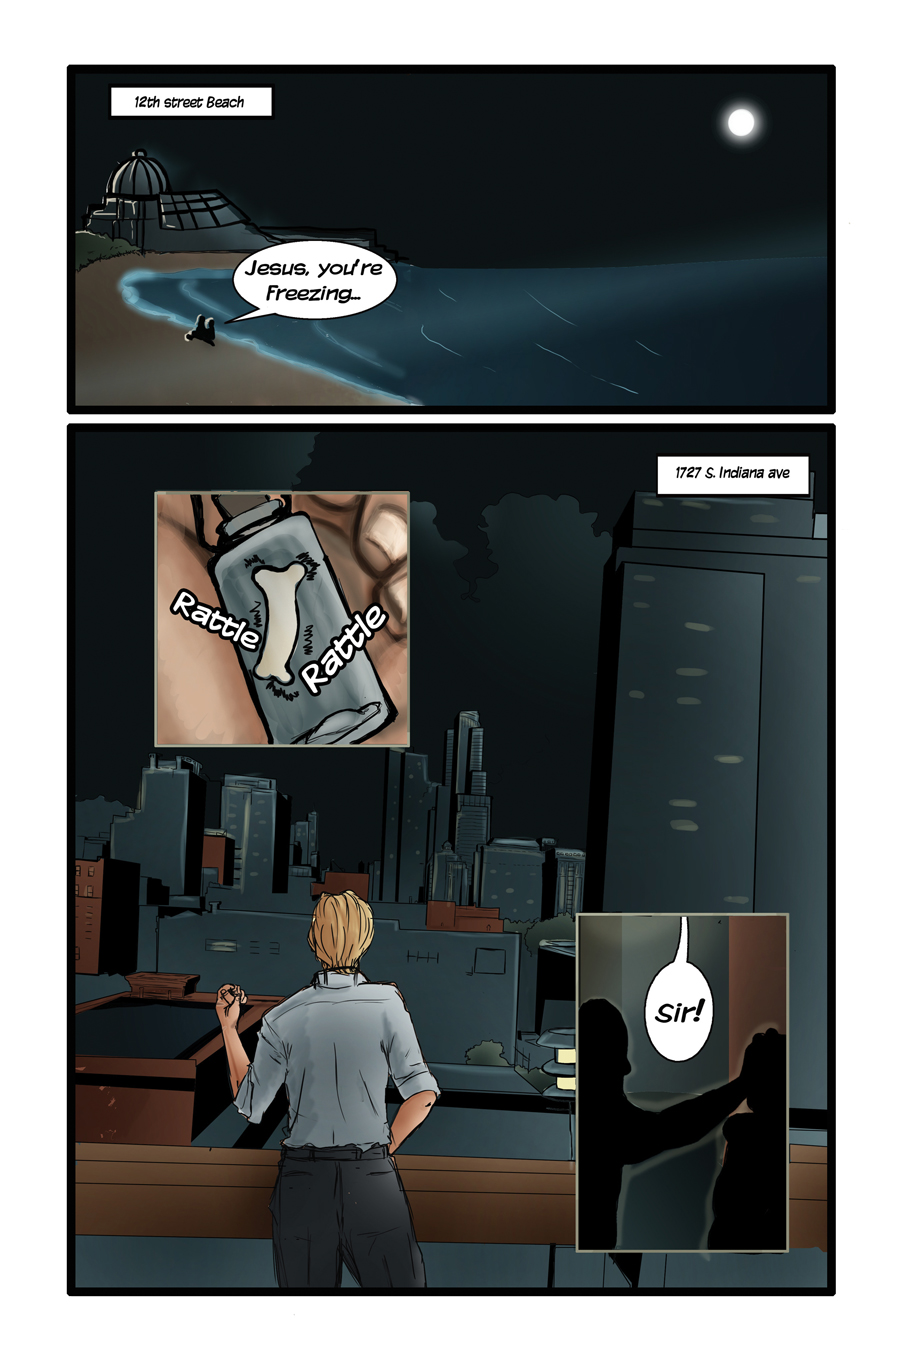 12th street Beach
Jesus, you're
Freezing...
1727 S. Indiana ave
Rattle
Rattle
Sir!